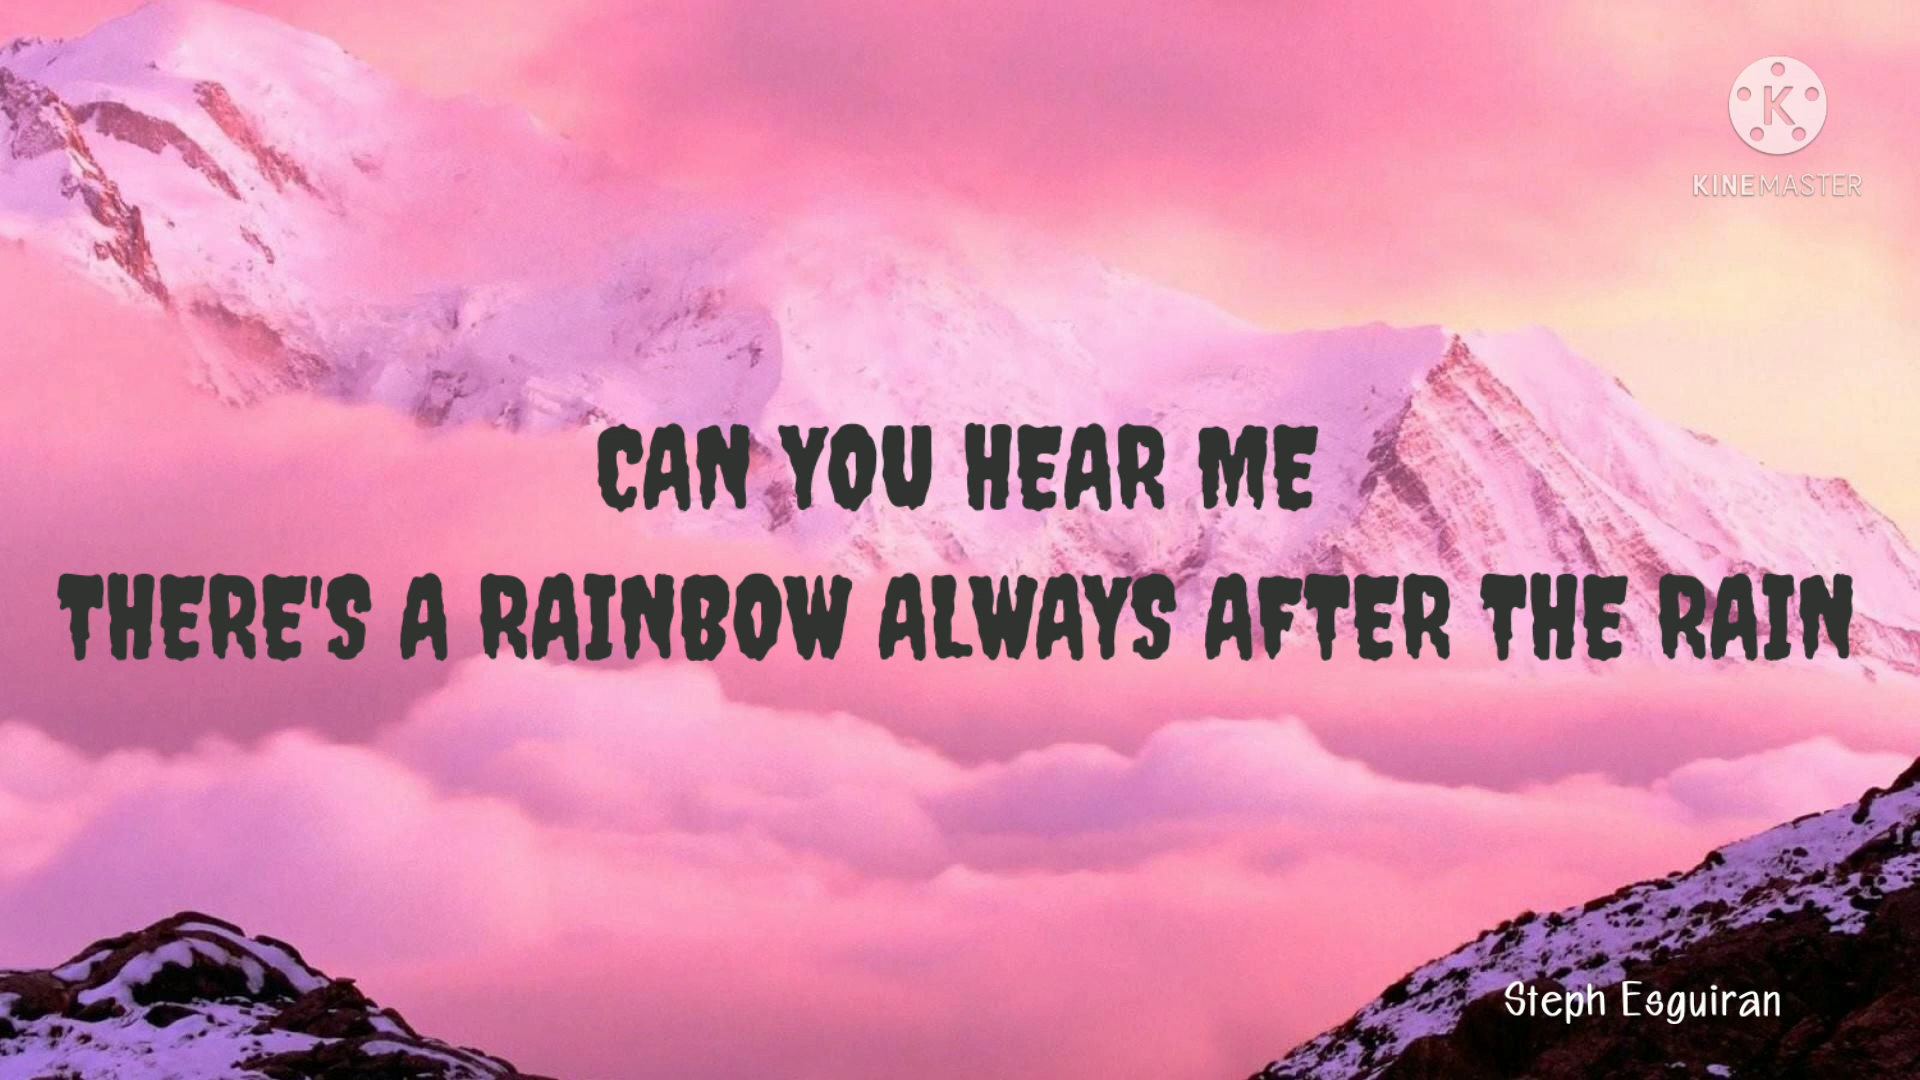 K
KINEMASTER
CAN YOU HEAR ME
THERE'S A RAINBOW ALWAYS AFTER THE RAIN
Steph Esguiran